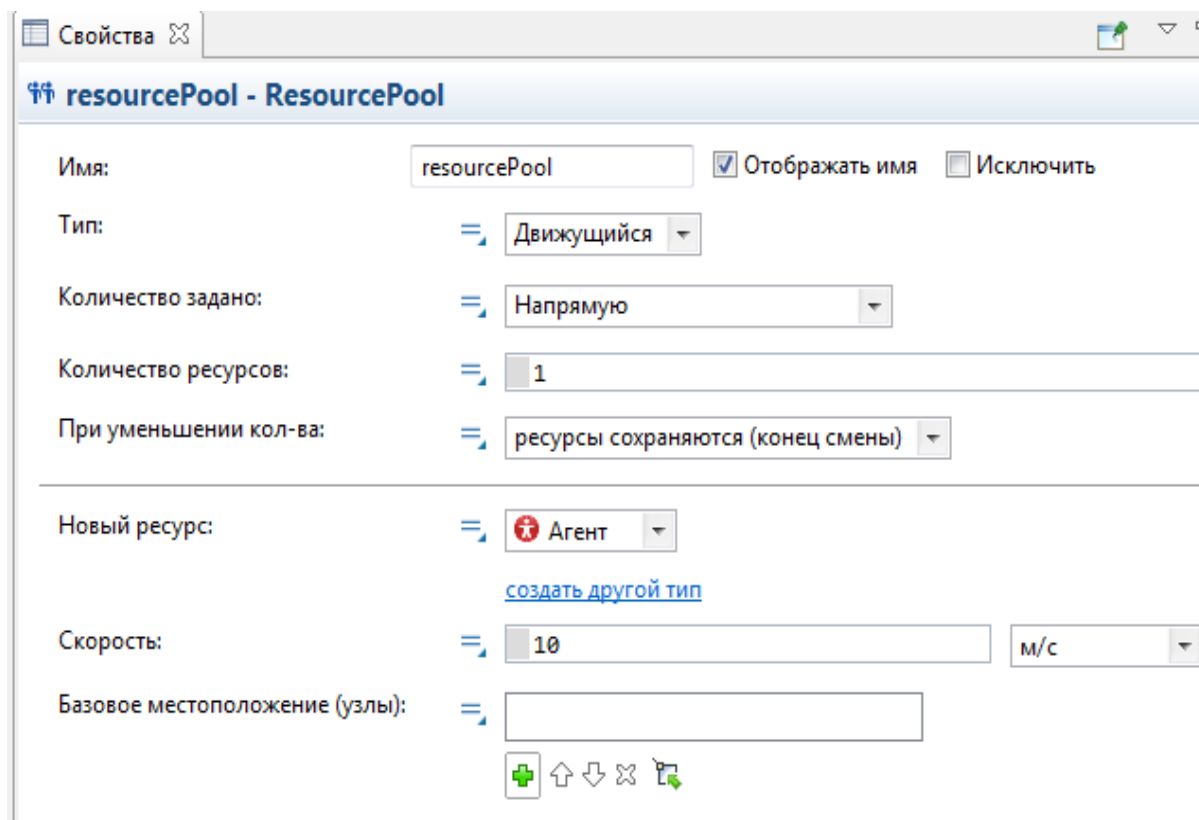 Свойства
resourcePool - ResourcePool
Имя: resourcePool Отображать имя Исключить
Тип: Движущийся
Количество задано: Напрямую
Количество ресурсов: 1
При уменьшении кол-ва: ресурсы сохраняются (конец смены)
Новый ресурс: Агент
создать другой тип
Скорость: 10 м/с
Базовое местоположение (узлы):